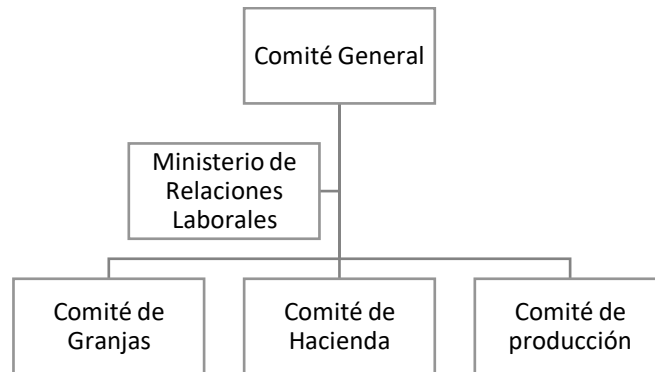 Comité General
Ministerio de
Relaciones
Laborales
Comité de
Granjas
Comité de
Hacienda
Comité de
producción